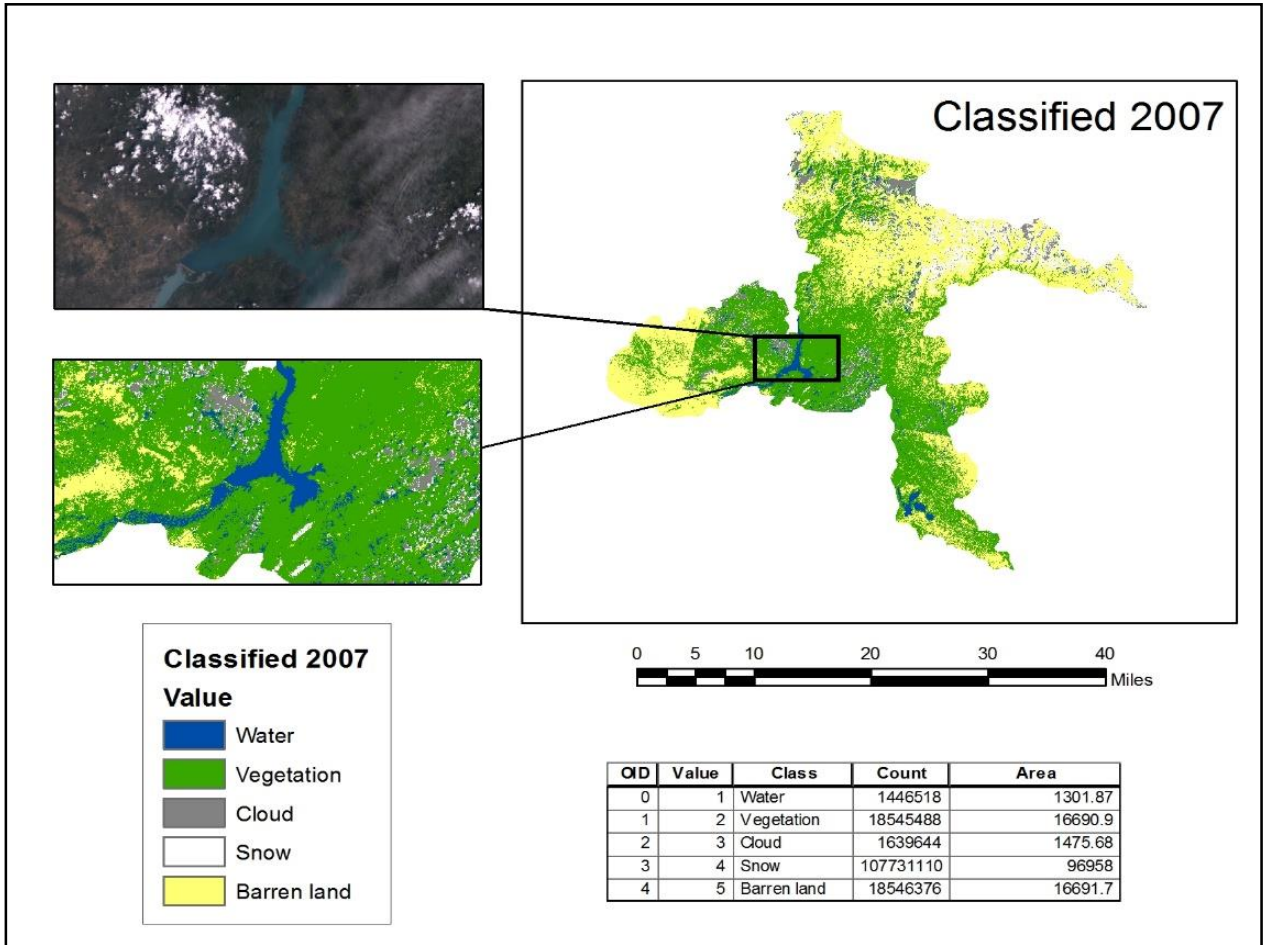 Classified 2007
Classified 2007
Value
Water
Vegetation
Cloud
Snow
Barren land
0 5 10 20 30 40
Miles
OID Value Class Count Area
0 1 Water 1446518 1301.87
1 2 Vegetation 18545488 16690.9
2 3 Cloud 1639644 1475.68
3 4 Snow 107731110 96958
4 5 Barren land 18546376 16691.7